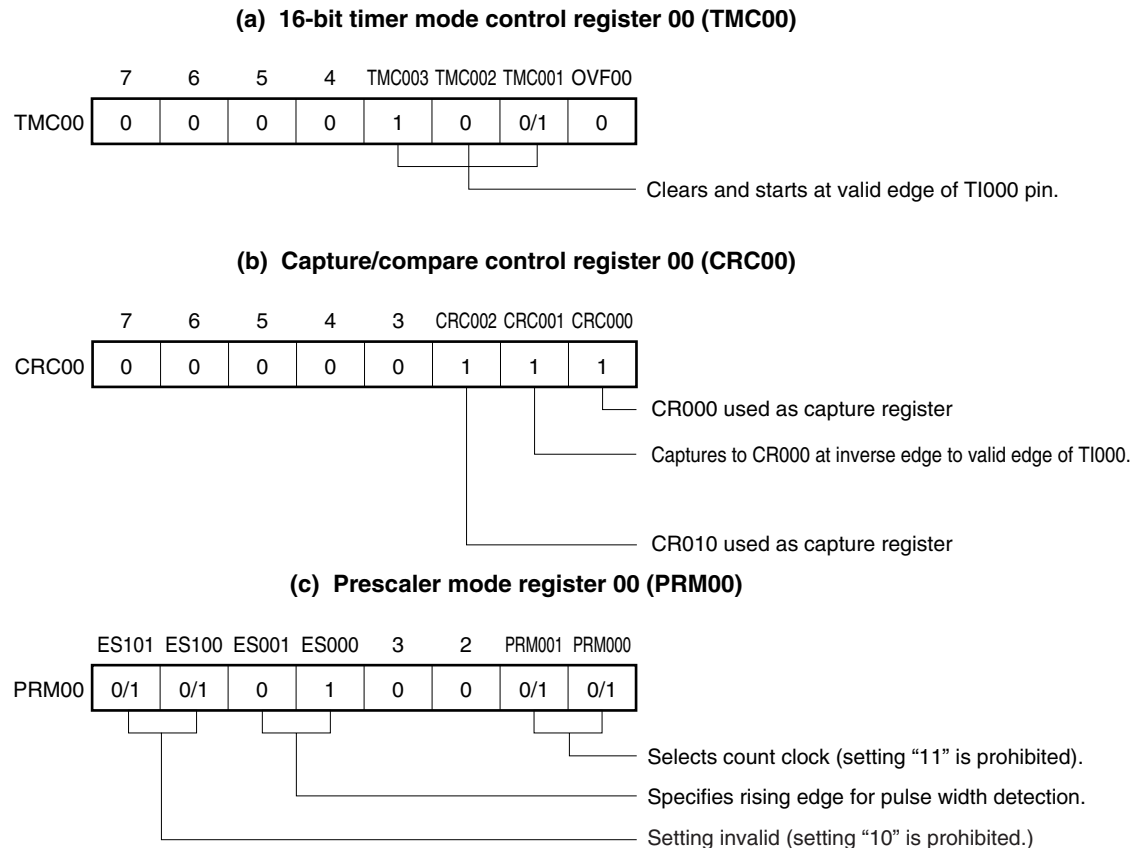 (a) 16-bit timer mode control register 00 (TMC00)
7 6 5 4 TMC003 TMC002 TMC001 OVF00
TMC00 0 0 0 0 1 0 0/1 0
Clears and starts at valid edge of TI000 pin.
(b) Capture/compare control register 00 (CRC00)
7 6 5 4 3 CRC002 CRC001 CRC000
CRC00 0 0 0 0 0 1 1 1
CR000 used as capture register
Captures to CR000 at inverse edge to valid edge of TI000.
CR010 used as capture register
(c) Prescaler mode register 00 (PRM00)
ES101 ES100 ES001 ES000 3 2 PRM001 PRM000
PRM00 0/1 0/1 0 1 0 0 0/1 0/1
Selects count clock (setting “11” is prohibited).
Specifies rising edge for pulse width detection.
Setting invalid (setting “10” is prohibited.)